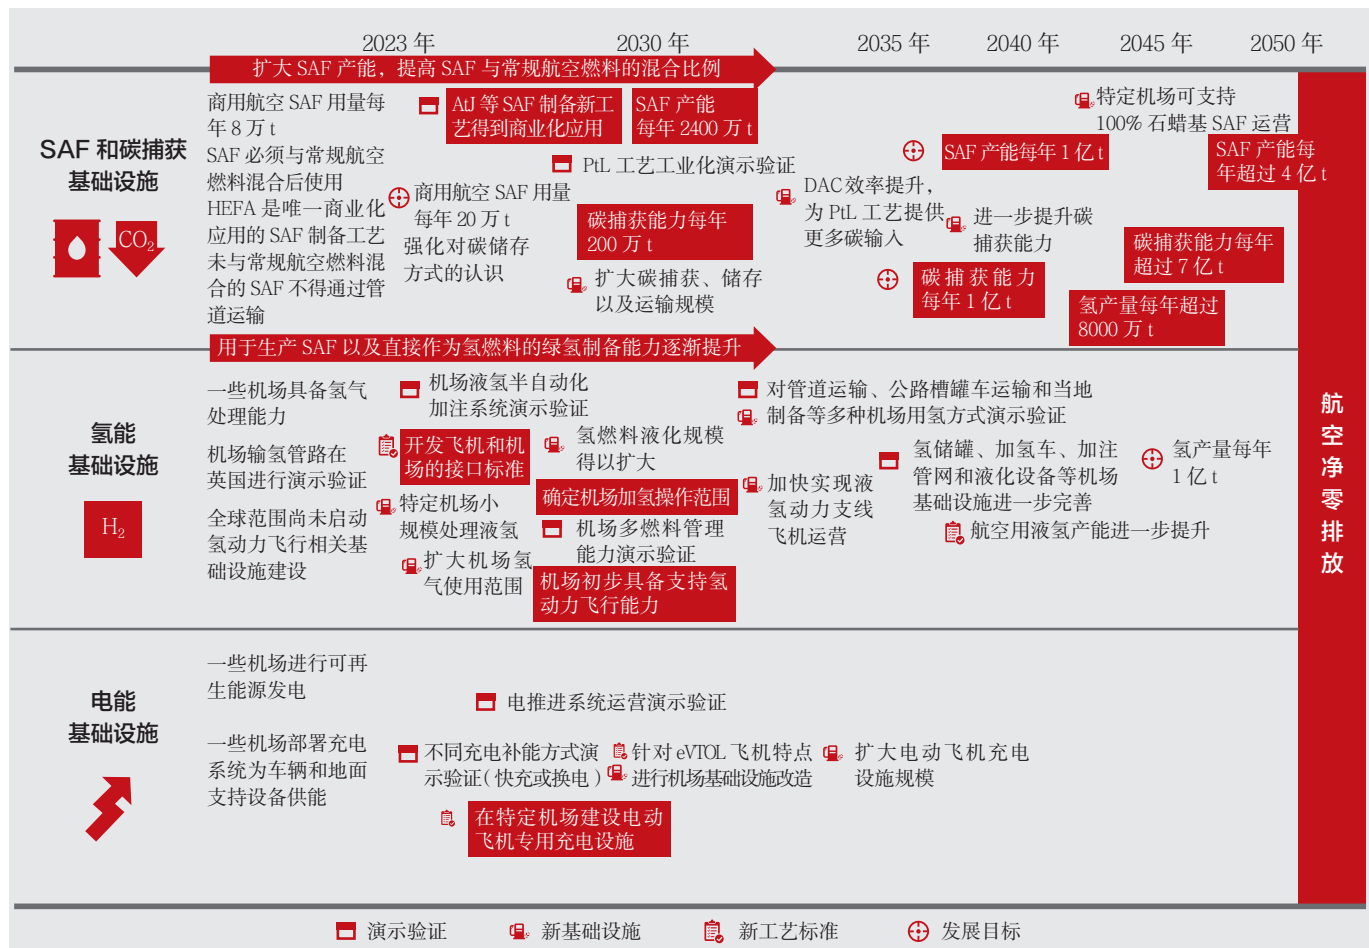 2023 年
2030 年
2035 年
2040 年
2045 年
2050 年
扩大 SAF 产能，提高 SAF 与常规航空燃料的混合比例
SAF 和碳捕获
基础设施
CO₂
商用航空 SAF 用量每
年 8 万 t
SAF 必须与常规航空
燃料混合后使用
HEFA 是唯一商业化
应用的 SAF 制备工艺
未与常规航空燃料混
合的 SAF 不得通过管
道运输
AtJ 等 SAF 制备新工
艺得到商业化应用
SAF 产能
每年 2400 万 t
PtL 工艺工业化演示验证
商用航空 SAF 用量
每年 20 万 t
强化对碳储存
方式的认识
碳捕获能力每年
200 万 t
扩大碳捕获、储存
以及运输规模
DAC 效率提升，
为 PtL 工艺提供
更多碳输入
SAF 产能每年 1 亿 t
进一步提升碳
捕获能力
碳捕获能力
每年 1 亿 t
特定机场可支持
100% 石蜡基 SAF 运营
SAF 产能每
年超过 4 亿 t
碳捕获能力每年
超过 7 亿 t
氢产量每年超过
8000 万 t
用于生产 SAF 以及直接作为氢燃料的绿氢制备能力逐渐提升
氢能
基础设施
H₂
一些机场具备氢气
处理能力
机场输氢管路在
英国进行演示验证
全球范围尚未启动
氢动力飞行相关基
础设施建设
机场液氢半自动化
加注系统演示验证
开发飞机和机
场的接口标准
特定机场小
规模处理液氢
扩大机场氢
气使用范围
氢燃料液化规模
得以扩大
确定机场加氢操作范围
机场多燃料管理
能力演示验证
机场初步具备支持氢
动力飞行能力
对管道运输、公路槽罐车运输和当地
制备等多种机场用氢方式演示验证
加快实现液
氢动力支线
飞机运营
氢储罐、加氢车、加注
管网和液化设备等机场
基础设施进一步完善
航空用液氢产能进一步提升
氢产量每年
1 亿 t
电能
基础设施
一些机场进行可再
生能源发电
一些机场部署充电
系统为车辆和地面
支持设备供能
电推进系统运营演示验证
不同充电补能方式演
示验证（快充或换电）
针对 eVTOL 飞机特点
进行机场基础设施改造
扩大电动飞机充电
设施规模
在特定机场建设电动
飞机专用充电设施
航空净零排放
演示验证
新基础设施
新工艺标准
发展目标